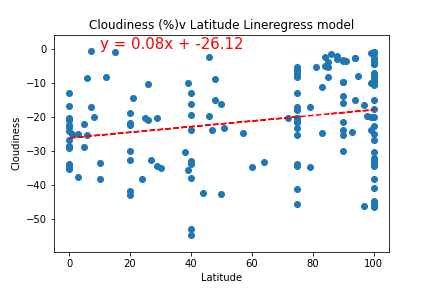 Cloudiness (%)v Latitude Lineregress model
y = 0.08x + -26.12
Cloudiness
0
−10
−20
−30
−40
−50
0 20 40 60 80 100
Latitude